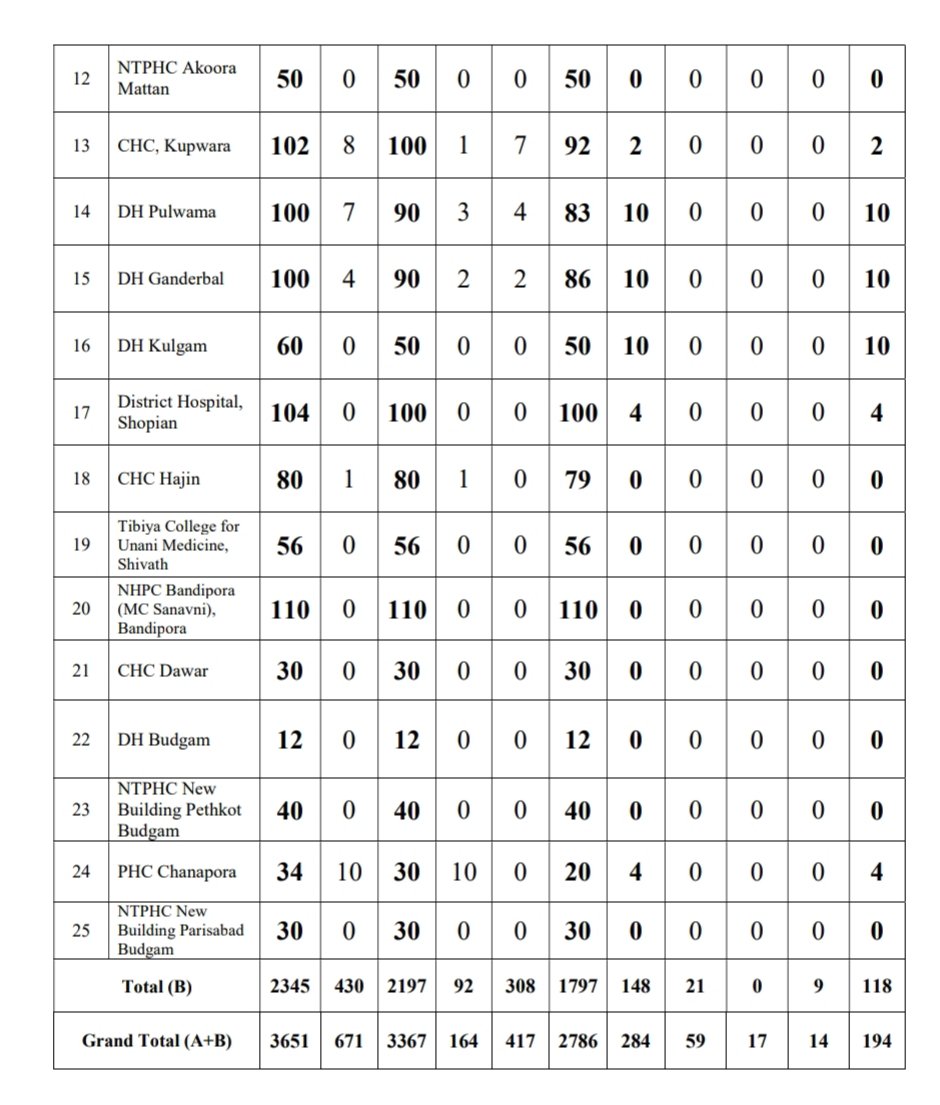 12 NTPHC Akoora Mattan 50 0 50 0 0 50 0 0 0 0 0
13 CHC, Kupwara 102 8 100 1 7 92 2 0 0 0 2
14 DH Pulwama 100 7 90 3 4 83 10 0 0 0 10
15 DH Ganderbal 100 4 90 2 2 86 10 0 0 0 10
16 DH Kulgam 60 0 50 0 0 50 10 0 0 0 10
17 District Hospital, Shopian 104 0 100 0 0 100 4 0 0 0 4
18 CHC Hajin 80 1 80 1 0 79 0 0 0 0 0
19 Tibiya College for Unani Medicine, Shivath 56 0 56 0 0 56 0 0 0 0 0
20 NHPC Bandipora (MC Sanavni), Bandipora 110 0 110 0 0 110 0 0 0 0 0
21 CHC Dawar 30 0 30 0 0 30 0 0 0 0 0
22 DH Budgam 12 0 12 0 0 12 0 0 0 0 0
23 NTPHC New Building Pethkot Budgam 40 0 40 0 0 40 0 0 0 0 0
24 PHC Chanapora 34 10 30 10 0 20 4 0 0 0 4
25 NTPHC New Building Parisabad Budgam 30 0 30 0 0 30 0 0 0 0 0
Total (B) 2345 430 2197 92 308 1797 148 21 0 9 118
Grand Total (A+B) 3651 671 3367 164 417 2786 284 59 17 14 194